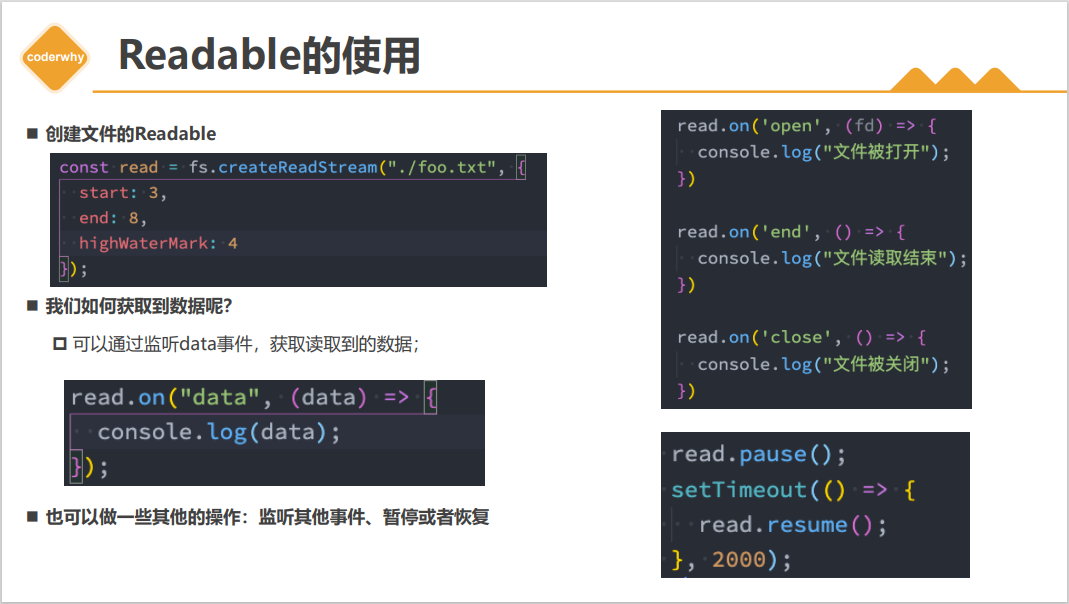 coderwhy
Readable的使用
创建文件的Readable
const read = fs.createReadStream("./foo.txt", {
start: 3,
end: 8,
highWaterMark: 4
});
我们如何获取到数据呢？
可以通过监听data事件，获取读取到的数据；
read.on("data", (data) => {
console.log(data);
});
也可以做一些其他的操作：监听其他事件、暂停或者恢复
read.on('open', (fd) => {
console.log("文件被打开");
})
read.on('end', () => {
console.log("文件读取结束");
})
read.on('close', () => {
console.log("文件被关闭");
})
read.pause();
setTimeout(() => {
read.resume();
}, 2000);